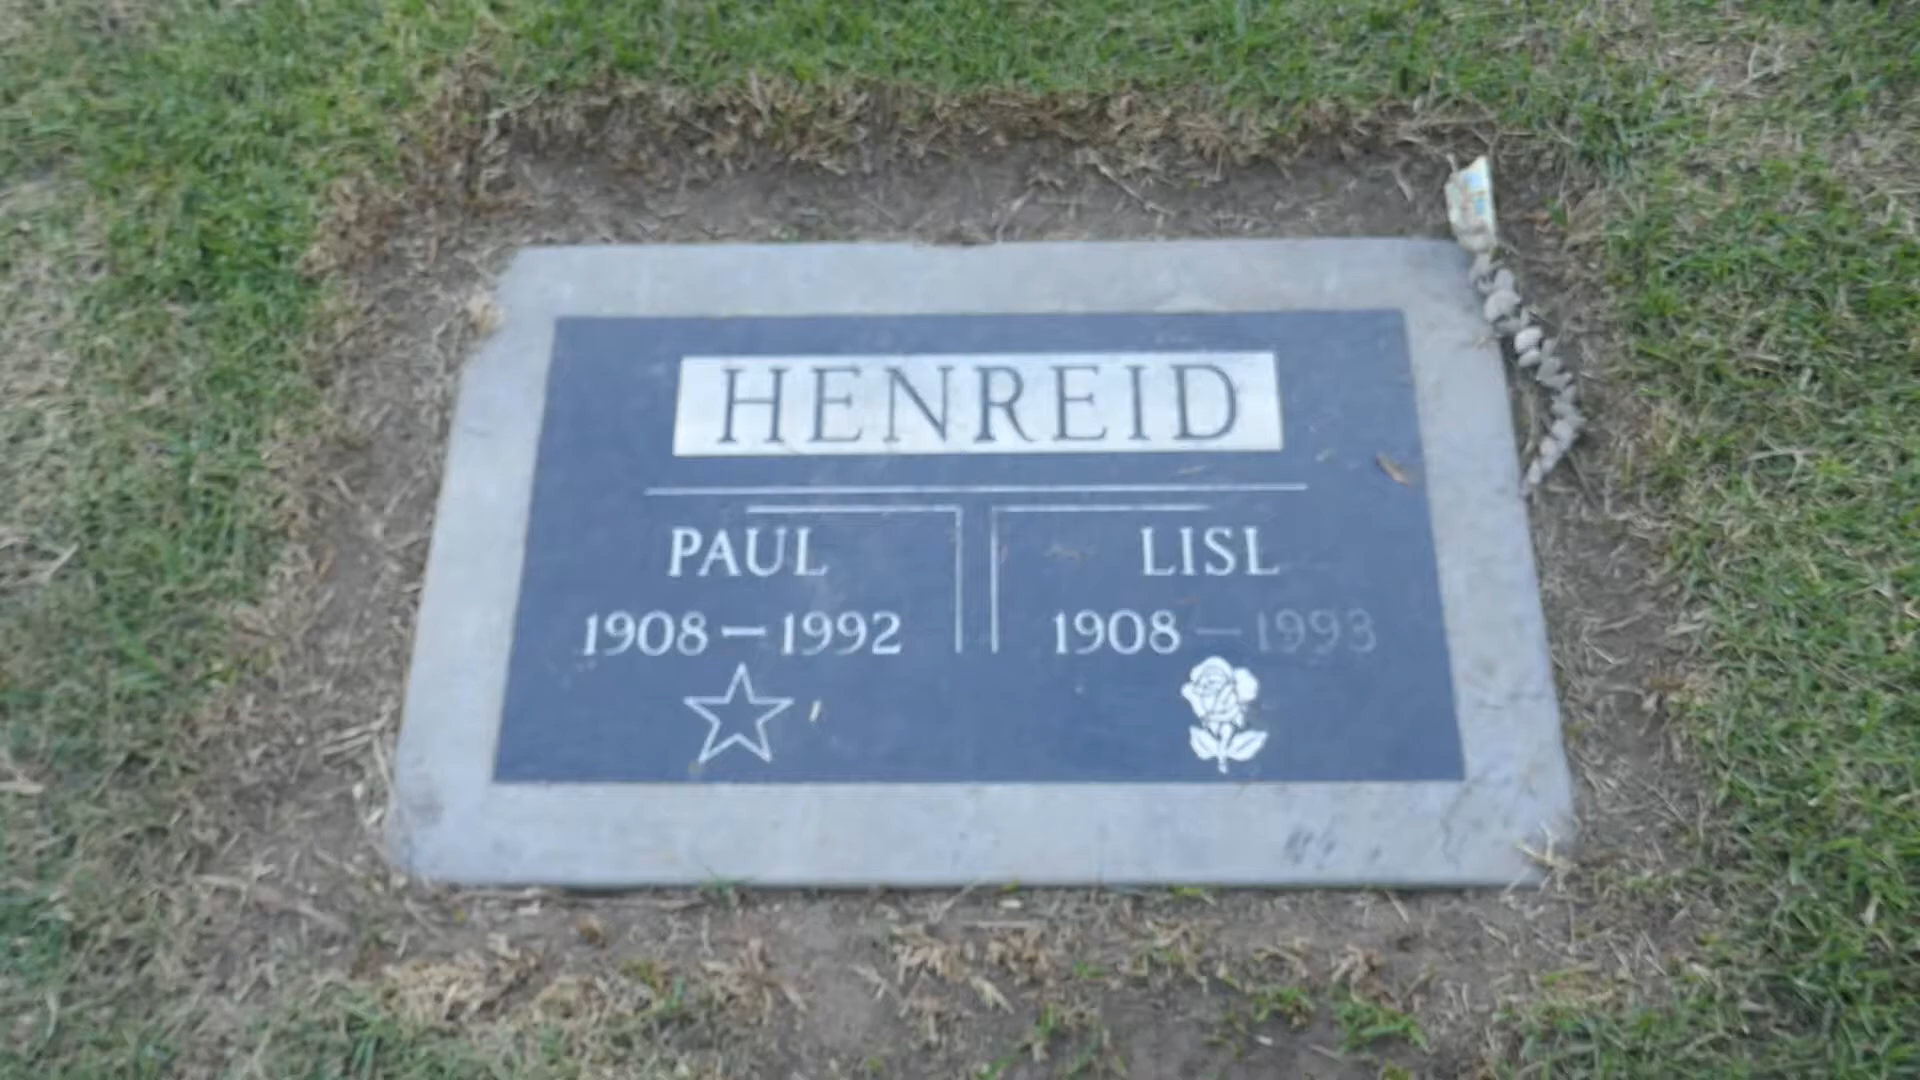 HENREID
PAUL
1908 – 1992
LISL
1908 – 1993